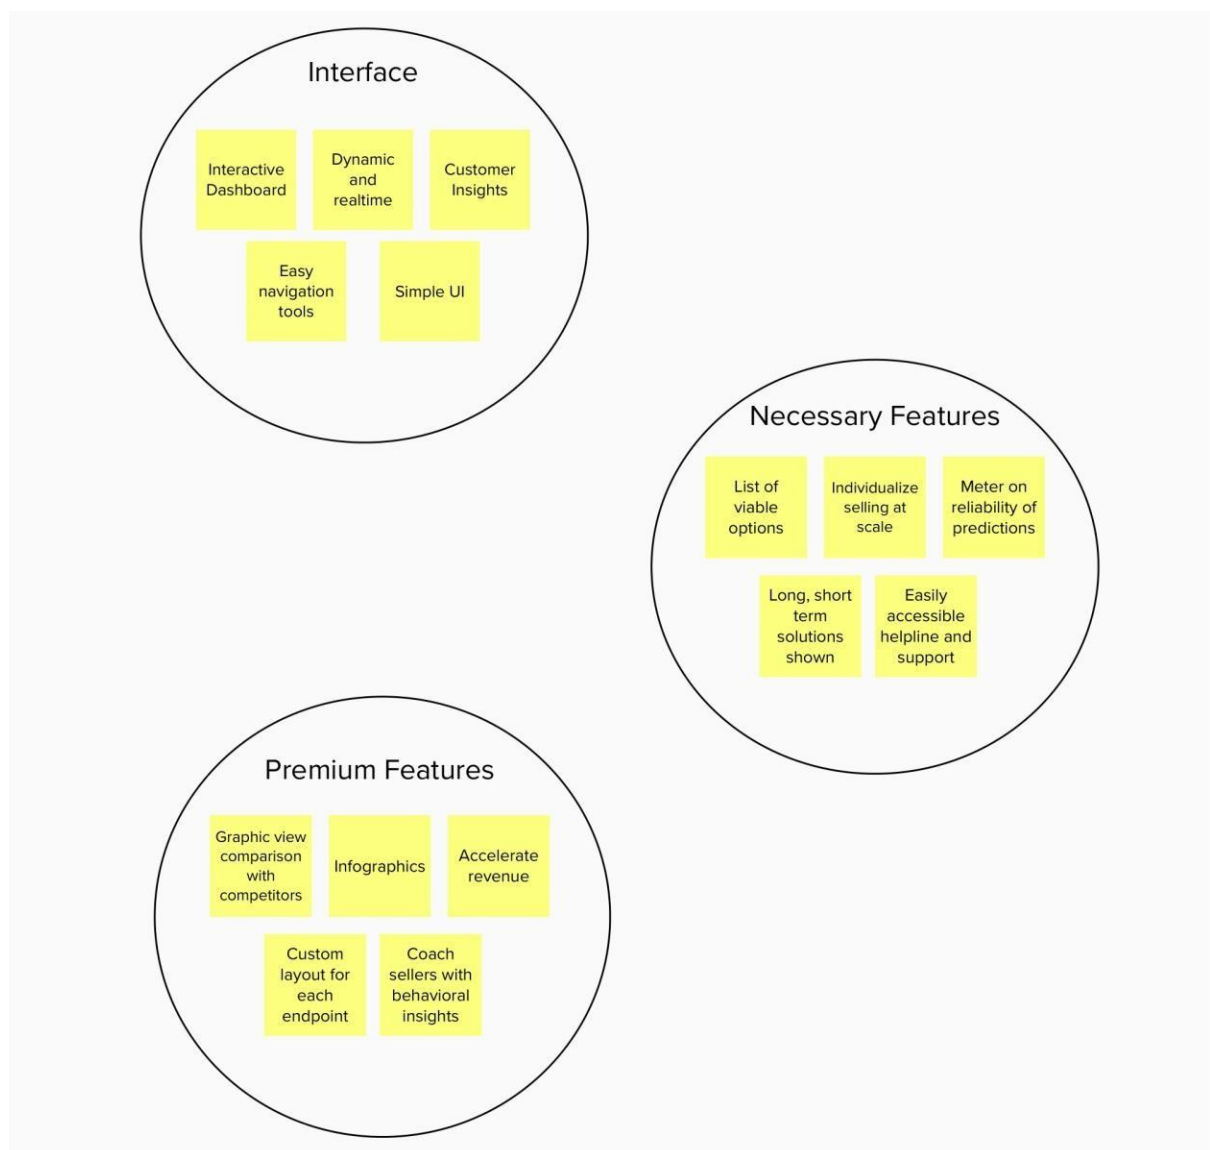 Interface
Interactive
Dashboard
Dynamic
and
realtime
Customer
Insights
Easy
navigation
tools
Simple UI
Necessary Features
List of
viable
options
Individualize
selling at
scale
Meter on
reliability of
predictions
Long, short
term
solutions
shown
Easily
accessible
helpline and
support
Premium Features
Graphic view
comparison
with
competitors
Infographics
Accelerate
revenue
Custom
layout for
each
endpoint
Coach
sellers with
behavioral
insights